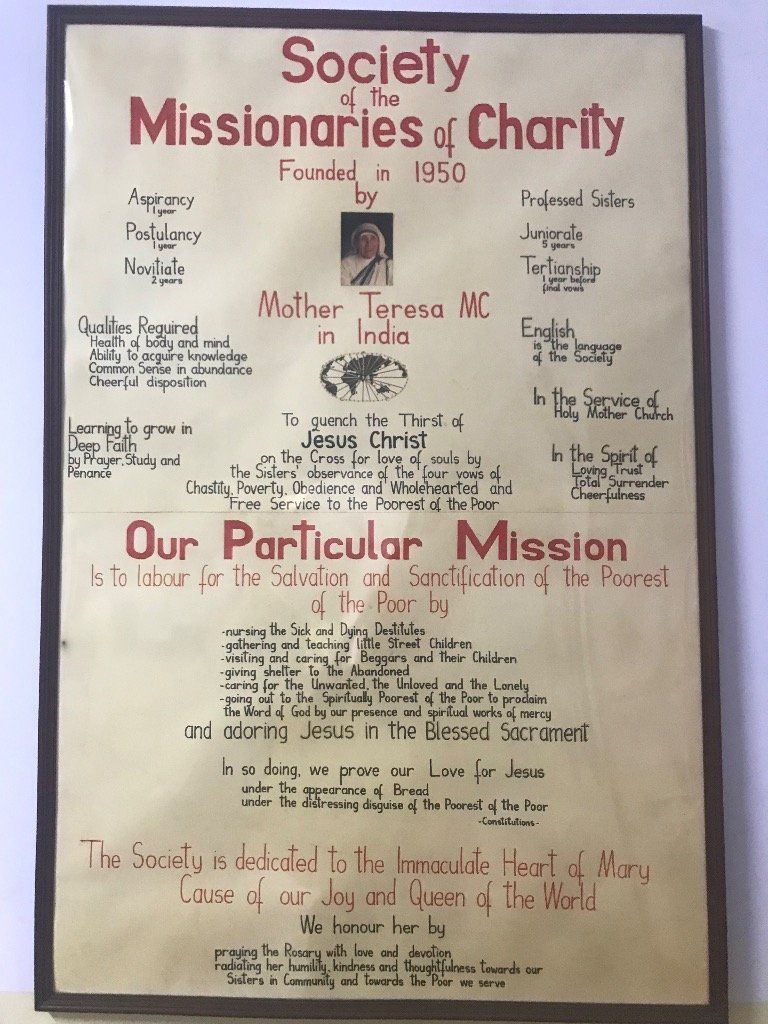 Society
of the
Missionaries of Charity
Founded in 1950
by
Aspirancy
1 year
Postulancy
1 year
Novitiate
2 years
Professed Sisters
Juniorate
5 years
Tertianship
1 year before
final vows
Mother Teresa MC
in India
Qualities Required
Health of body and mind
Ability to acquire knowledge
Common Sense in abundance
Cheerful disposition
English
is the language
of the Society
In the Service of
Holy Mother Church
Learning to grow in
Deep Faith
by Prayer, Study and
Penance
To quench the Thirst of
Jesus Christ
on the Cross for love of souls by
the Sisters' observance of the four vows of
Chastity, Poverty, Obedience and Wholehearted and
Free Service to the Poorest of the Poor
In the Spirit of
Loving Trust
Total Surrender
Cheerfulness
Our Particular Mission
Is to labour for the Salvation and Sanctification of the Poorest
of the Poor by
-nursing the Sick and Dying Destitutes
-gathering and teaching little Street Children
-visiting and caring for Beggars and their Children
-giving shelter to the Abandoned
-caring for the Unwanted, the Unloved and the Lonely
-going out to the Spiritually Poorest of the Poor to proclaim
the Word of God by our presence and spiritual works of mercy
and adoring Jesus in the Blessed Sacrament
In so doing, we prove our Love for Jesus
under the appearance of Bread
under the distressing disguise of the Poorest of the Poor
-Constitutions-
The Society is dedicated to the Immaculate Heart of Mary
Cause of our Joy and Queen of the World
We honour her by
praying the Rosary with love and devotion
radiating her humility, kindness and thoughtfulness towards our
Sisters in Community and towards the Poor we serve